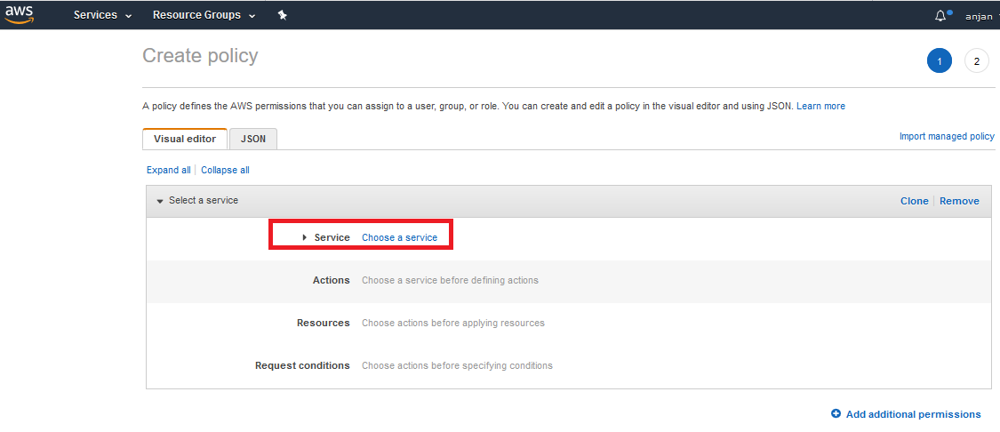 aws Services Resource Groups anjan
Create policy
1 2
A policy defines the AWS permissions that you can assign to a user, group, or role. You can create and edit a policy in the visual editor and using JSON. Learn more
Visual editor JSON Import managed policy
Expand all Collapse all
Select a service Clone Remove
Service Choose a service
Actions Choose a service before defining actions
Resources Choose actions before applying resources
Request conditions Choose actions before specifying conditions
Add additional permissions